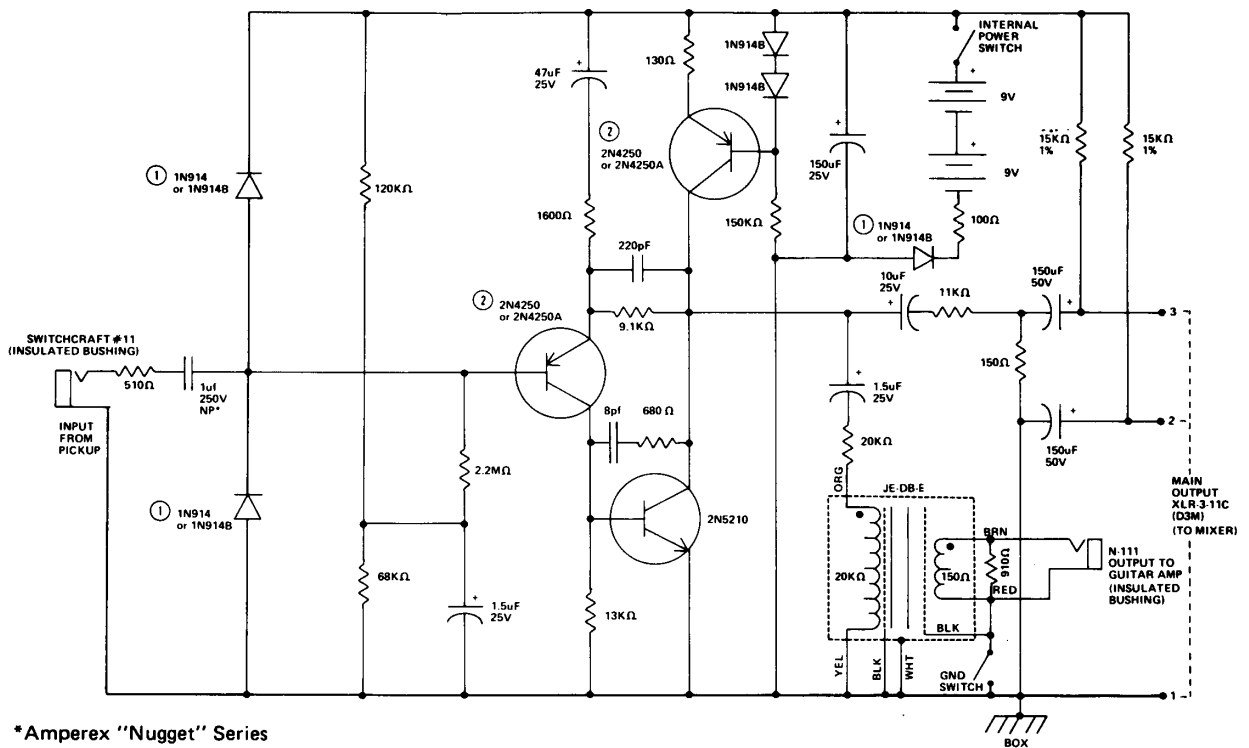 INTERNAL
POWER
SWITCH
1N914B
1N914B
130Ω
47uF
25V
+
+
9V
+
9V
15KΩ
1%
15KΩ
1%
2
2N4250
or 2N4250A
+
150uF
25V
1
1N914
or 1N914B
120KΩ
1600Ω
150KΩ
100Ω
1
1N914
or 1N914B
220pF
10uF
25V
+
11KΩ
150uF
50V
+
3
2
2N4250
or 2N4250A
9.1KΩ
SWITCHCRAFT #11
(INSULATED BUSHING)
510Ω
1uf
250V
NP*
INPUT
FROM
PICKUP
150Ω
+
1.5uF
25V
+
2 -
150uF
50V
8pf
680 Ω
20KΩ
2.2MΩ
ORG
JE-DB-E
MAIN
OUTPUT
XLR-3-11C
(D3M)
(TO MIXER)
1
1N914
or 1N914B
2N5210
BRN
N-111
OUTPUT TO
GUITAR AMP
(INSULATED
BUSHING)
20KΩ
150Ω
910Ω
RED
68KΩ
+
1.5uF
25V
13KΩ
BLK
YEL
BLK
WHT
GND
SWITCH
1 -
BOX
*Amperex "Nugget" Series